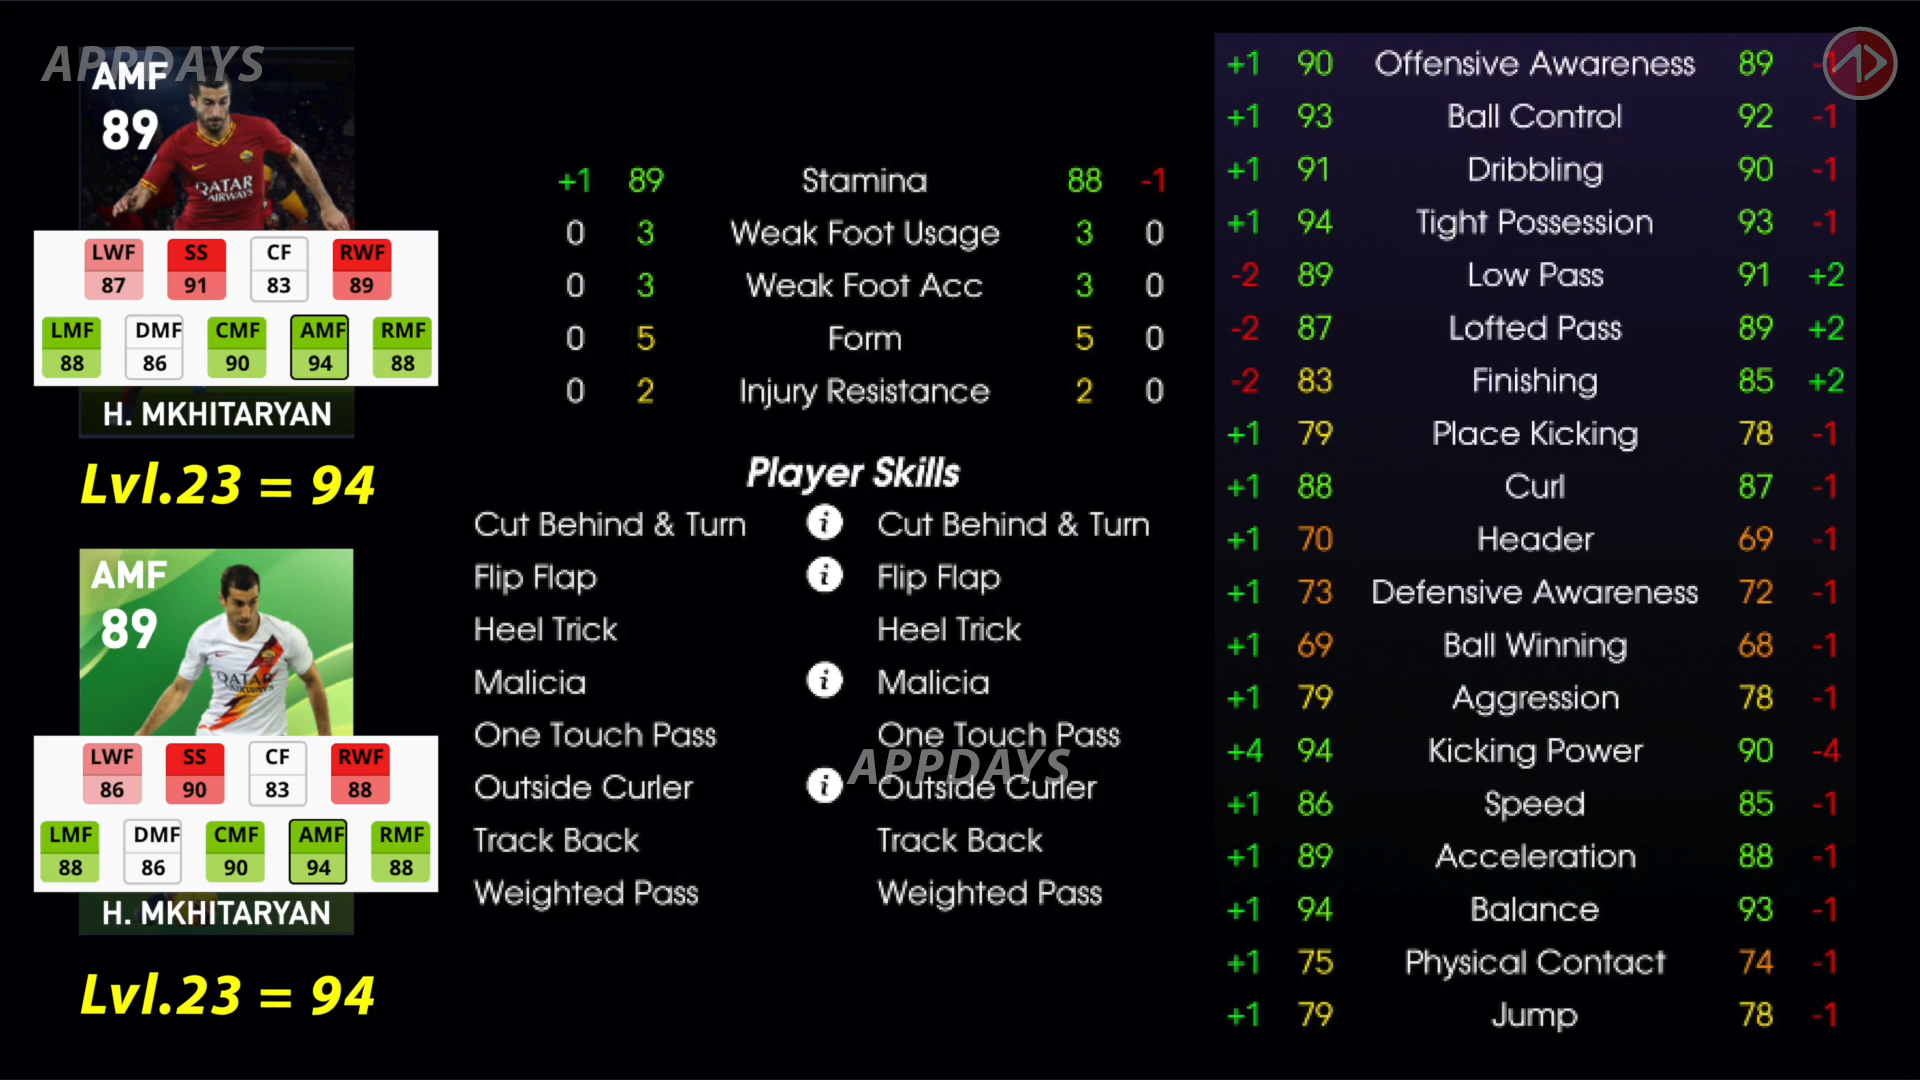 APPDAYS
AMF
89
QATAR
AIRWAYS
LWF SS CF RWF
87 91 83 89
LMF DMF CMF AMF RMF
88 86 90 94 88
H. MKHITARYAN
Lvl.23 = 94
AMF
89
QATAR
AIRWAYS
LWF SS CF RWF
86 90 83 88
LMF DMF CMF AMF RMF
88 86 90 94 88
H. MKHITARYAN
Lvl.23 = 94
+1 89 Stamina 88 -1
0 3 Weak Foot Usage 3 0
0 3 Weak Foot Acc 3 0
0 5 Form 5 0
0 2 Injury Resistance 2 0
Player Skills
Cut Behind & Turn i Cut Behind & Turn
Flip Flap i Flip Flap
Heel Trick Heel Trick
Malicia i Malicia
One Touch Pass One Touch Pass
APPDAYS
Outside Curler i Outside Curler
Track Back Track Back
Weighted Pass Weighted Pass
+1 90 Offensive Awareness 89 -1
+1 93 Ball Control 92 -1
+1 91 Dribbling 90 -1
+1 94 Tight Possession 93 -1
-2 89 Low Pass 91 +2
-2 87 Lofted Pass 89 +2
-2 83 Finishing 85 +2
+1 79 Place Kicking 78 -1
+1 88 Curl 87 -1
+1 70 Header 69 -1
+1 73 Defensive Awareness 72 -1
+1 69 Ball Winning 68 -1
+1 79 Aggression 78 -1
+4 94 Kicking Power 90 -4
+1 86 Speed 85 -1
+1 89 Acceleration 88 -1
+1 94 Balance 93 -1
+1 75 Physical Contact 74 -1
+1 79 Jump 78 -1